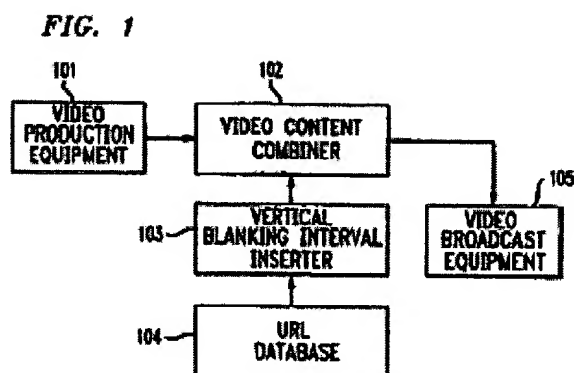 FIG. 1
101
VIDEO
PRODUCTION
EQUIPMENT
102
VIDEO CONTENT
COMBINER
103
VERTICAL
BLANKING INTERVAL
INSERTER
105
VIDEO
BROADCAST
EQUIPMENT
104
URL
DATABASE